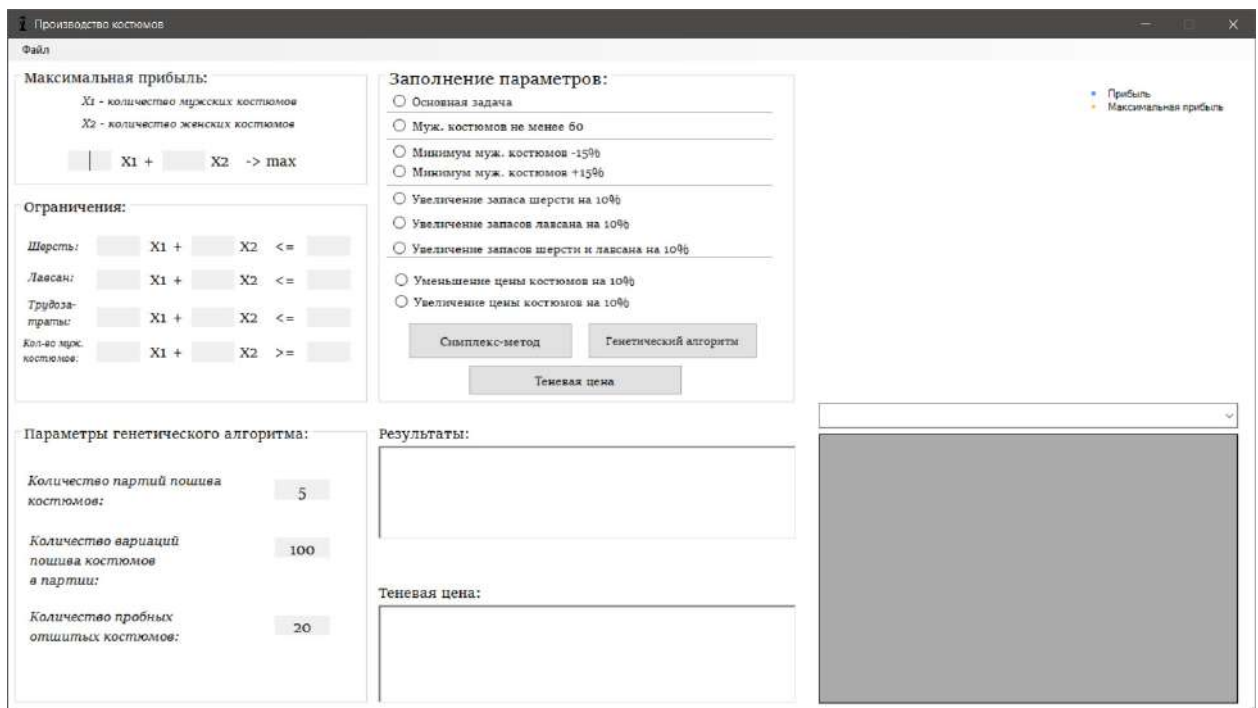 Производство костюмов
Файл
Максимальная прибыль:
X1 - количество мужских костюмов
X2 - количество женских костюмов
X1 + X2 -> max
Ограничения:
Шерсть: X1 + X2 <=
Лавсан: X1 + X2 <=
Трудоза-
траты: X1 + X2 <=
Кол-во муж.
костюмов: X1 + X2 >=
Параметры генетического алгоритма:
Количество партий пошива
костюмов: 5
Количество вариаций
пошива костюмов
в партии: 100
Количество пробных
отшитых костюмов: 20
Заполнение параметров:
Основная задача
Муж. костюмов не менее 60
Минимум муж. костюмов -15%
Минимум муж. костюмов +15%
Увеличение запаса шерсти на 10%
Увеличение запасов лавсана на 10%
Увеличение запасов шерсти и лавсана на 10%
Уменьшение цены костюмов на 10%
Увеличение цены костюмов на 10%
Симплекс-метод Генетический алгоритм
Теневая цена
Результаты:
Теневая цена:
Прибыль
Максимальная прибыль